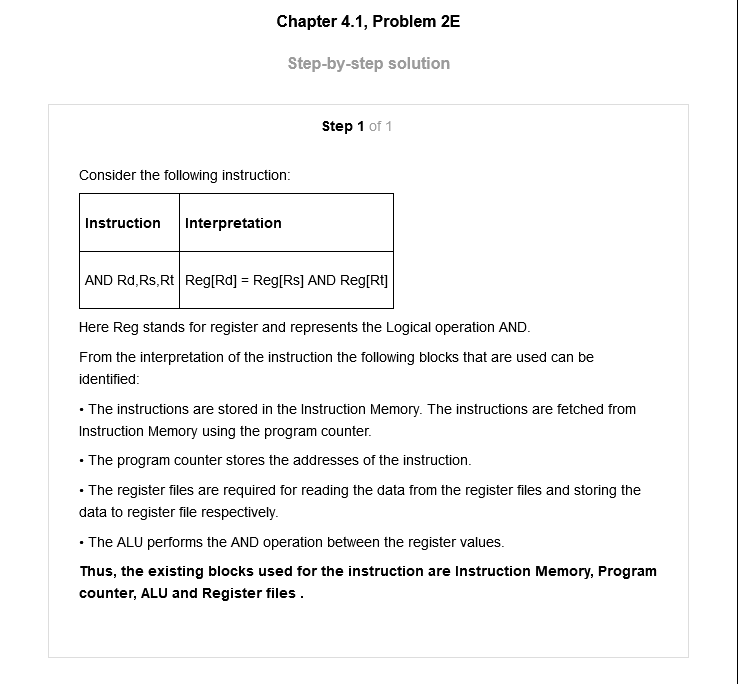 Chapter 4.1, Problem 2E
Step-by-step solution
Step 1 of 1
Consider the following instruction:
Instruction Interpretation
AND Rd,Rs,Rt Reg[Rd] = Reg[Rs] AND Reg[Rt]
Here Reg stands for register and represents the Logical operation AND.
From the interpretation of the instruction the following blocks that are used can be
identified:
• The instructions are stored in the Instruction Memory. The instructions are fetched from
Instruction Memory using the program counter.
• The program counter stores the addresses of the instruction.
• The register files are required for reading the data from the register files and storing the
data to register file respectively.
• The ALU performs the AND operation between the register values.
Thus, the existing blocks used for the instruction are Instruction Memory, Program
counter, ALU and Register files .